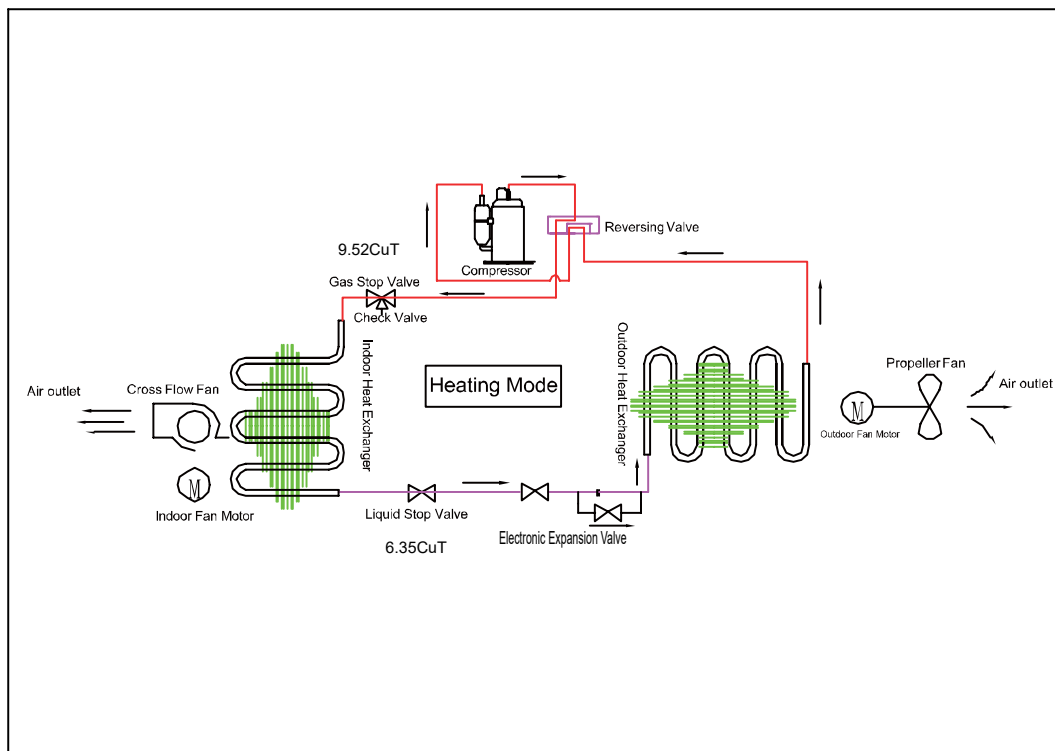 Reversing Valve
9.52CuT
Compressor
Gas Stop Valve
Check Valve
Indoor Heat Exchanger
Outdoor Heat Exchanger
Heating Mode
Propeller Fan
Air outlet
Cross Flow Fan
Air outlet
M
Outdoor Fan Motor
M
Indoor Fan Motor
Liquid Stop Valve
Electronic Expansion Valve
6.35CuT